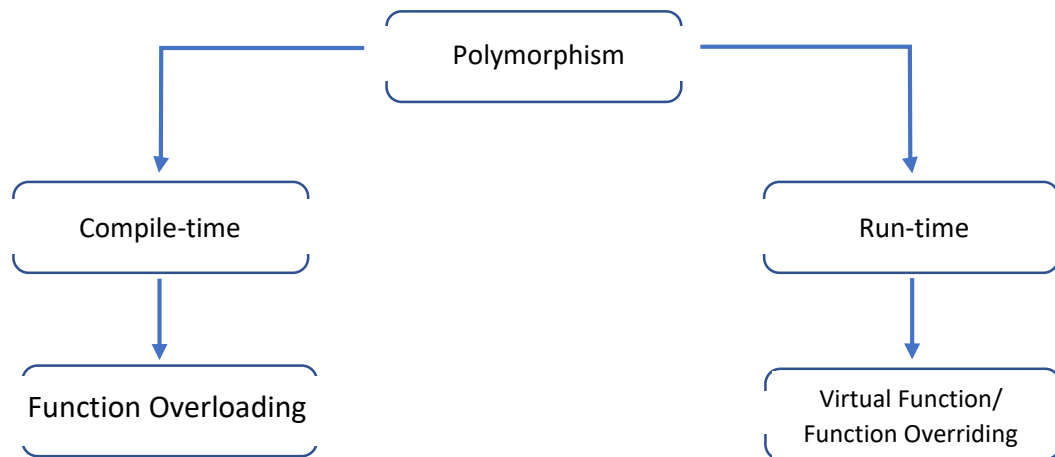 Polymorphism
Compile-time
Run-time
Function Overloading
Virtual Function/
Function Overriding